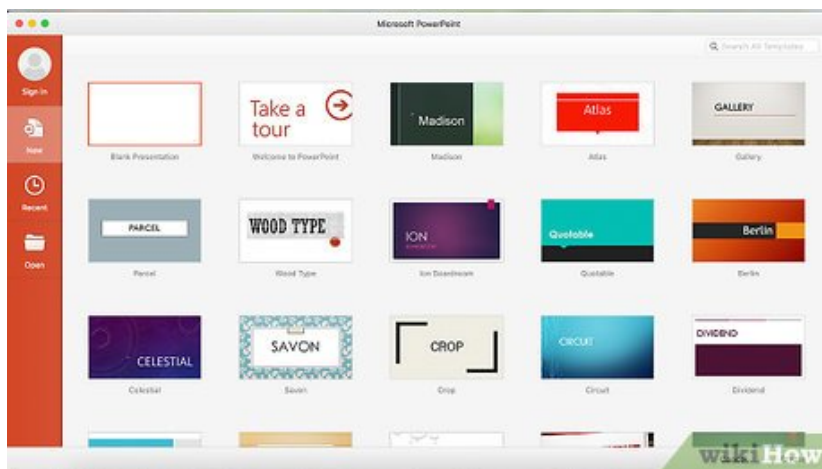 Microsoft PowerPoint
Search All Templates
Sign in
New
Recent
Open
Take a
tour
Madison
Atlas
GALLERY
Blank Presentation
Welcome to PowerPoint
Madison
Atlas
Gallery
PARCEL
WOOD TYPE
ION
Quotable
Berlin
Parcel
Wood Type
Ion Boardroom
Quotable
Berlin
CELESTIAL
SAVON
CROP
CIRCUIT
DIVIDEND
Celestial
Savon
Crop
Circuit
Dividend
wikiHow